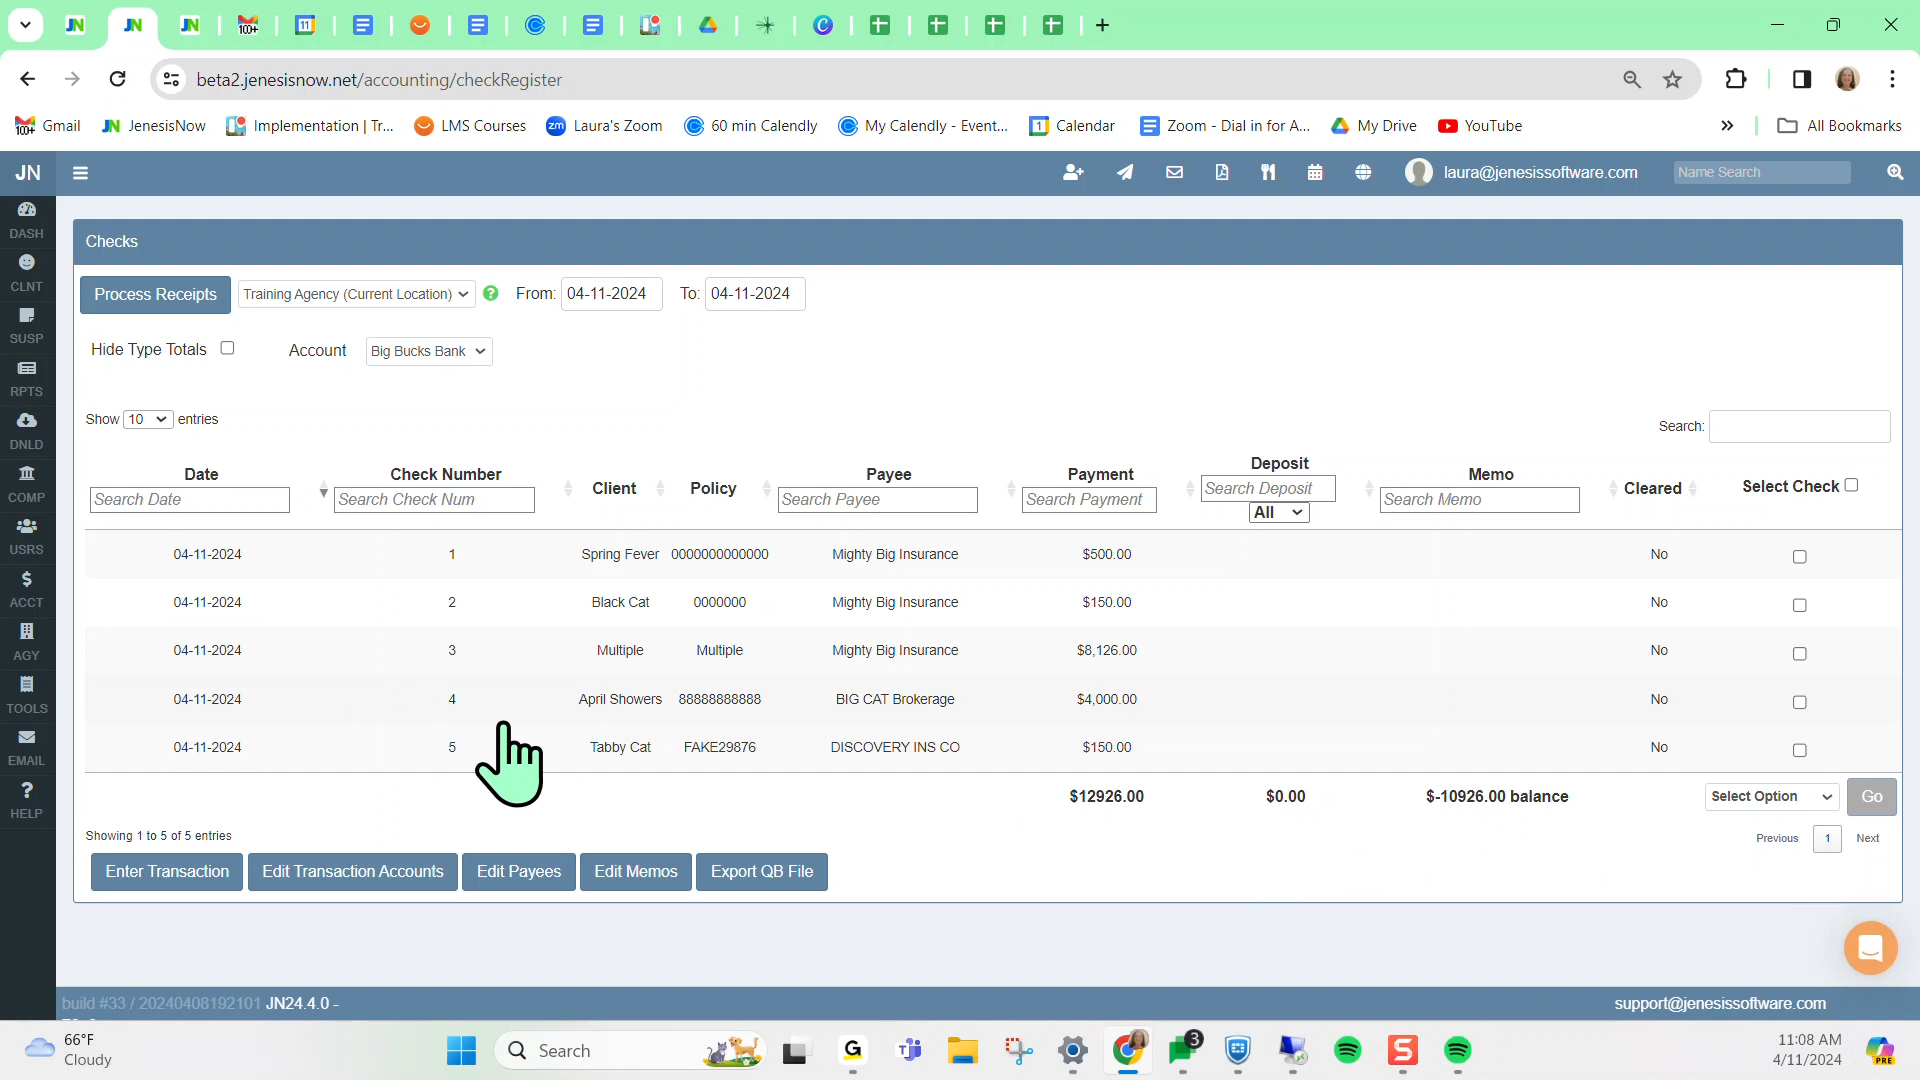 JN JN JN 100+ 11
beta2.jenesisnow.net/accounting/checkRegister
100+ Gmail JN JenesisNow Implementation | Tr... LMS Courses zm Laura's Zoom 60 min Calendly My Calendly - Event... 1 Calendar Zoom - Dial in for A... My Drive YouTube » All Bookmarks
JN laura@jenesissoftware.com Name Search
DASH
CLNT
SUSP
RPTS
DNLD
COMP
USRS
ACCT
AGY
TOOLS
EMAIL
HELP
Checks
Process Receipts Training Agency (Current Location) ? From: 04-11-2024 To: 04-11-2024
Hide Type Totals Account Big Bucks Bank
Show 10 entries Search:
Date Check Number Client Policy Payee Payment Deposit Memo Cleared Select Check
Search Date Search Check Num Search Payee Search Payment Search Deposit Search Memo
All
04-11-2024 1 Spring Fever 0000000000000 Mighty Big Insurance $500.00 No
04-11-2024 2 Black Cat 0000000 Mighty Big Insurance $150.00 No
04-11-2024 3 Multiple Multiple Mighty Big Insurance $8,126.00 No
04-11-2024 4 April Showers 88888888888 BIG CAT Brokerage $4,000.00 No
04-11-2024 5 Tabby Cat FAKE29876 DISCOVERY INS CO $150.00 No
$12926.00 $0.00 $-10926.00 balance Select Option Go
Showing 1 to 5 of 5 entries Previous 1 Next
Enter Transaction Edit Transaction Accounts Edit Payees Edit Memos Export QB File
build #33 / 20240408192101 JN24.4.0 - support@jenesissoftware.com
66°F
Cloudy
Search
3
11:08 AM
4/11/2024
PRE